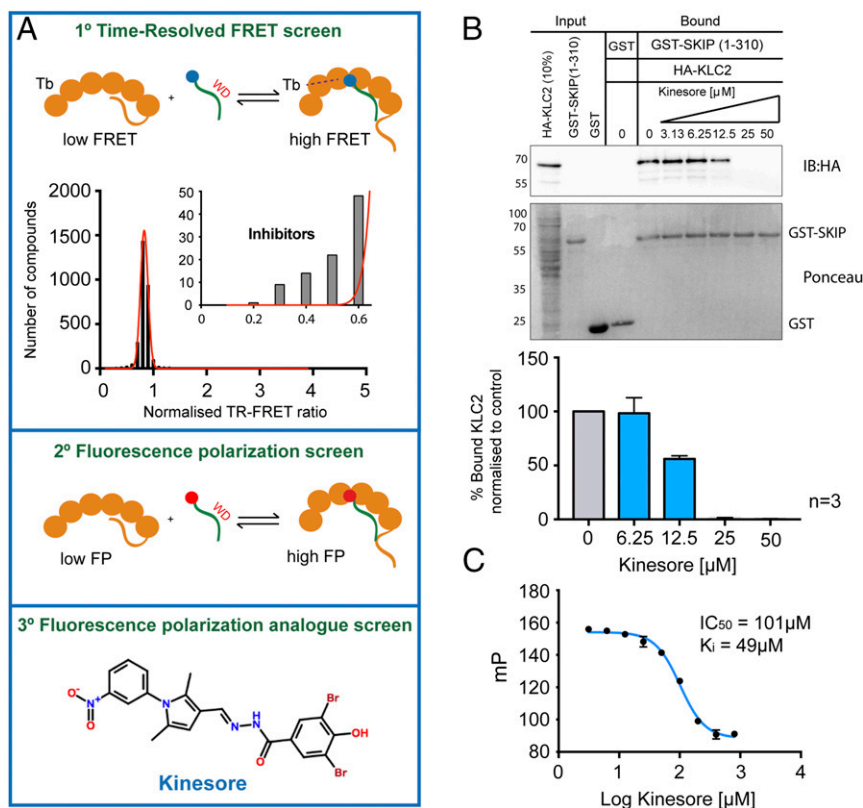 A
1º Time-Resolved FRET screen
Tb
+
WD
Tb
low FRET
high FRET
2000
1500
1000
500
0
Number of compounds
50
40
30
20
10
0
Inhibitors
0 0.2 0.4 0.6
0 1 2 3 4 5
Normalised TR-FRET ratio
2º Fluorescence polarization screen
+
WD
low FP
high FP
3º Fluorescence polarization analogue screen
O-
N+
O
N
N
H
N
O
Br
OH
Br
Kinesore
B
Input
Bound
HA-KLC2 (10%)
GST-SKIP(1-310)
GST
GST
GST-SKIP (1-310)
HA-KLC2
Kinesore [µM]
0 0 3.13 6.25 12.5 25 50
70
55
IB:HA
100
70
55
35
25
GST-SKIP
Ponceau
GST
% Bound KLC2
normalised to control
100
50
0
n=3
0 6.25 12.5 25 50
Kinesore [µM]
C
mP
160
140
120
100
80
IC50 = 101µM
Ki = 49µM
0 1 2 3 4
Log Kinesore [µM]